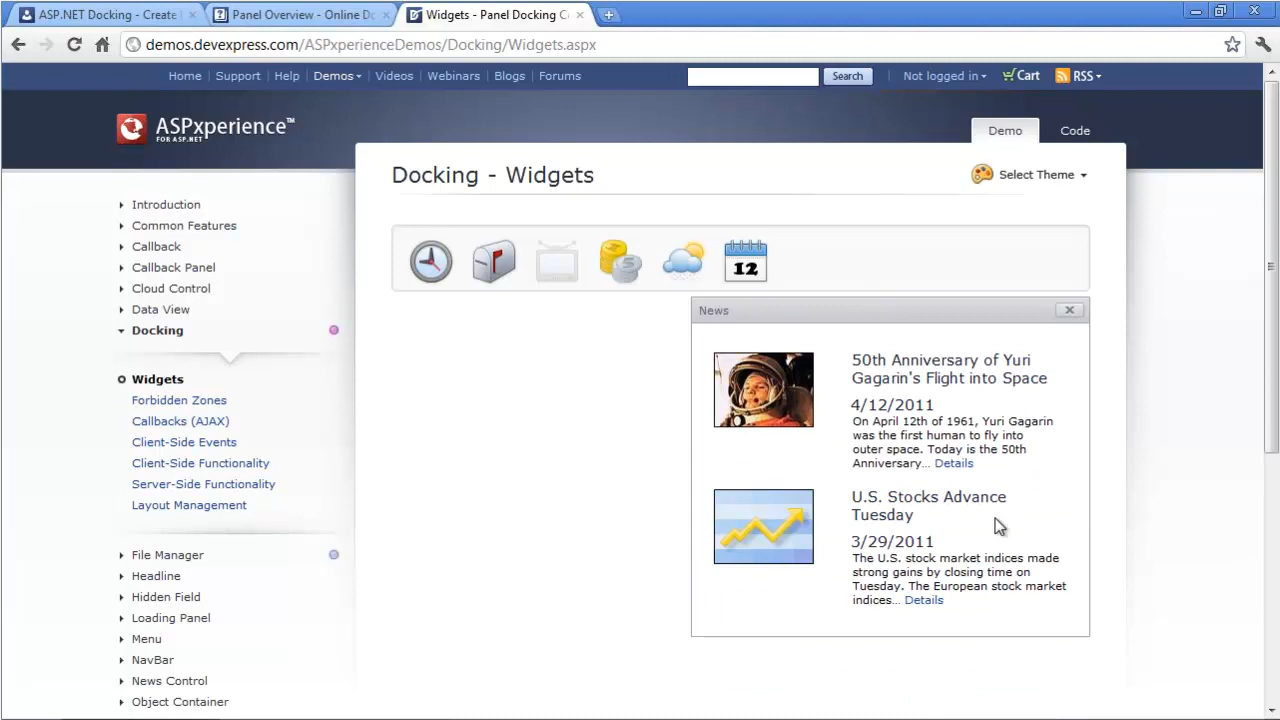 ASP.NET Docking - Create
Panel Overview - Online D
Widgets - Panel Docking C
demos.devexpress.com/ASPxperienceDemos/Docking/Widgets.aspx
Home Support Help Demos Videos Webinars Blogs Forums Search Not logged in Cart RSS
ASPxperience™
FOR ASP.NET
Demo Code
Docking - Widgets
Select Theme
Introduction
Common Features
Callback
Callback Panel
Cloud Control
Data View
Docking
Widgets
Forbidden Zones
Callbacks (AJAX)
Client-Side Events
Client-Side Functionality
Server-Side Functionality
Layout Management
File Manager
Headline
Hidden Field
Loading Panel
Menu
NavBar
News Control
Object Container
12
News
50th Anniversary of Yuri
Gagarin's Flight into Space
4/12/2011
On April 12th of 1961, Yuri Gagarin
was the first human to fly into
outer space. Today is the 50th
Anniversary... Details
U.S. Stocks Advance
Tuesday
3/29/2011
The U.S. stock market indices made
strong gains by closing time on
Tuesday. The European stock market
indices... Details